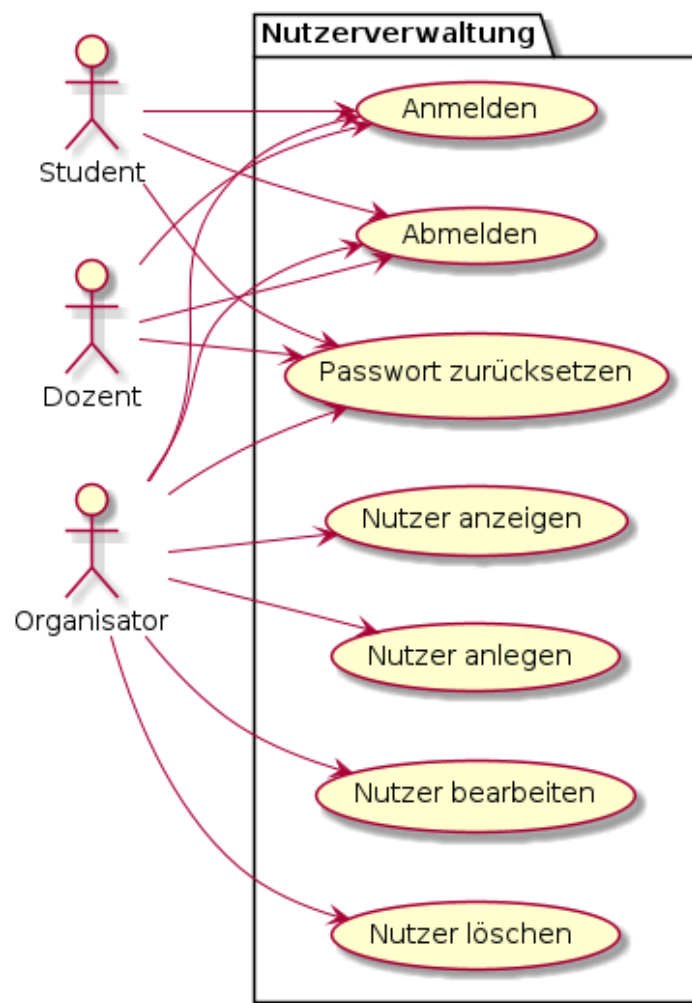 Nutzerverwaltung
Anmelden
Student
Abmelden
Passwort zurücksetzen
Dozent
Nutzer anzeigen
Organisator
Nutzer anlegen
Nutzer bearbeiten
Nutzer löschen